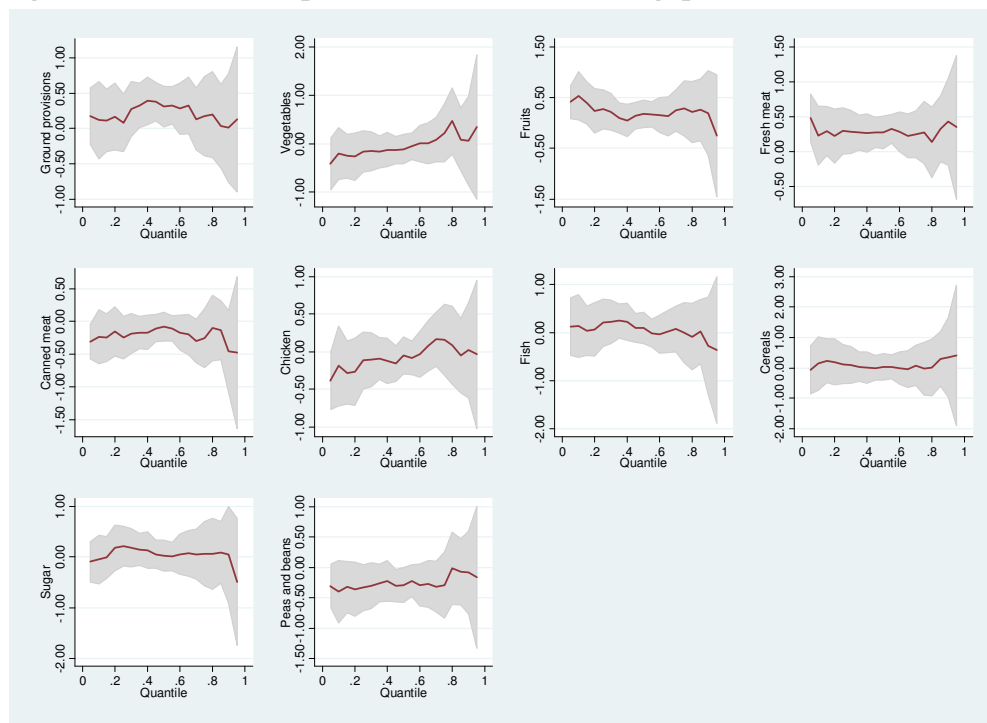 Ground provisions
-1.00 -0.50 0.00 0.50 1.00
0 .2 .4 .6 .8 1
Quantile
Vegetables
-1.00 0.00 1.00 2.00
0 .2 .4 .6 .8 1
Quantile
Fruits
-1.50 -0.50 0.50 1.50
0 .2 .4 .6 .8 1
Quantile
Fresh meat
-0.50 0.00 0.50 1.00 1.50
0 .2 .4 .6 .8 1
Quantile
Canned meat
-1.50 -1.00 -0.50 0.00 0.50
0 .2 .4 .6 .8 1
Quantile
Chicken
-1.00 -0.50 0.00 0.50 1.00
0 .2 .4 .6 .8 1
Quantile
Fish
-2.00 -1.00 0.00 1.00
0 .2 .4 .6 .8 1
Quantile
Cereals
-2.00 -1.00 0.00 1.00 2.00 3.00
0 .2 .4 .6 .8 1
Quantile
Sugar
-2.00 -1.00 0.00 1.00
0 .2 .4 .6 .8 1
Quantile
Peas and beans
-1.50 -1.00 -0.50 0.00 0.50 1.00
0 .2 .4 .6 .8 1
Quantile